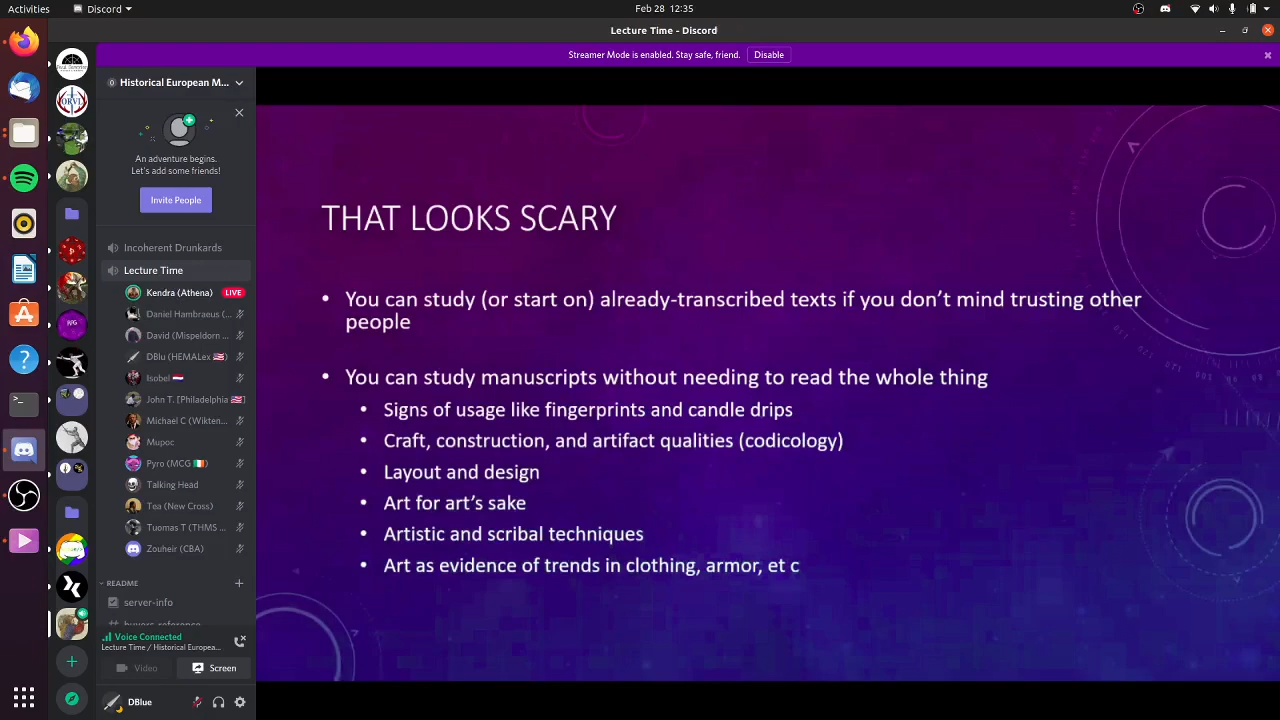 Activities
Discord
Feb 28 12:35
Lecture Time - Discord
Streamer Mode is enabled. Stay safe, friend.
Disable
Historical European M...
An adventure begins.
Let's add some friends!
Invite People
Incoherent Drunkards
Lecture Time
Kendra (Athena) LIVE
Daniel Hambraeus (...
David (Mispeldorn ...
DBlu (HEMALex )
Isobel
John T. [Philadelphia ]
Michael C (Wikten...
Mupoc
Pyro (MCG )
Talking Head
Tea (New Cross)
Tuomas T (THMS ...
Zouheir (CBA)
README
server-info
buyers-reference
Voice Connected
Lecture Time / Historical Europea...
Video
Screen
DBlue
THAT LOOKS SCARY
• You can study (or start on) already-transcribed texts if you don't mind trusting other
people
• You can study manuscripts without needing to read the whole thing
• Signs of usage like fingerprints and candle drips
• Craft, construction, and artifact qualities (codicology)
• Layout and design
• Art for art's sake
• Artistic and scribal techniques
• Art as evidence of trends in clothing, armor, et c